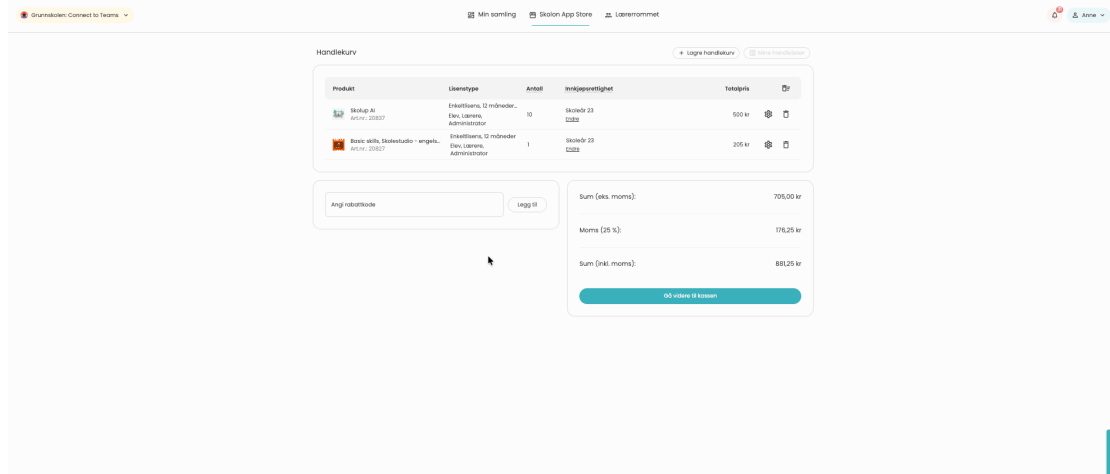 Grunnskolen: Connect to Teams
Min samling
Skolon App Store
Lærerrommet
Anne
Handlekurv
+ Lagre handlekurv
Produkt Lisenstype Antall Innkjøpsrettighet Totalpris
Skolup Ai
Art.nr.: 20837
Enkeltlisens, 12 måneder...
Elev, Lærere,
Administrator
10
Skoleår 23
Endre
500 kr
Basic skills, Skolestudio - engels...
Art.nr.: 20827
Enkeltlisens, 12 måneder
Elev, Lærere,
Administrator
1
Skoleår 23
Endre
205 kr
Angi rabattkode
Legg til
Sum (eks. moms): 705,00 kr
Moms (25 %): 176,25 kr
Sum (inkl. moms): 881,25 kr
Gå videre til kassen